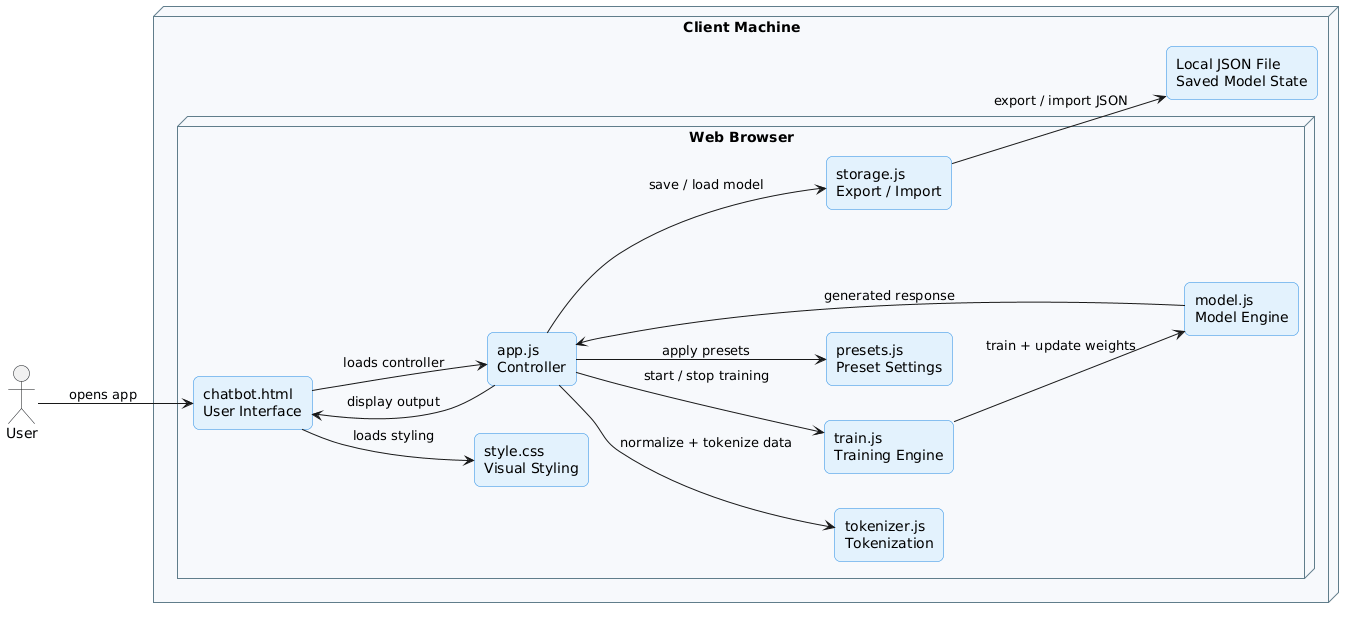 Client Machine
Local JSON File
Saved Model State
export / import JSON
Web Browser
storage.js
Export / Import
save / load model
generated response
model.js
Model Engine
app.js
Controller
apply presets
presets.js
Preset Settings
train + update weights
loads controller
start / stop training
opens app
chatbot.html
User Interface
display output
User
loads styling
style.css
Visual Styling
normalize + tokenize data
train.js
Training Engine
tokenizer.js
Tokenization